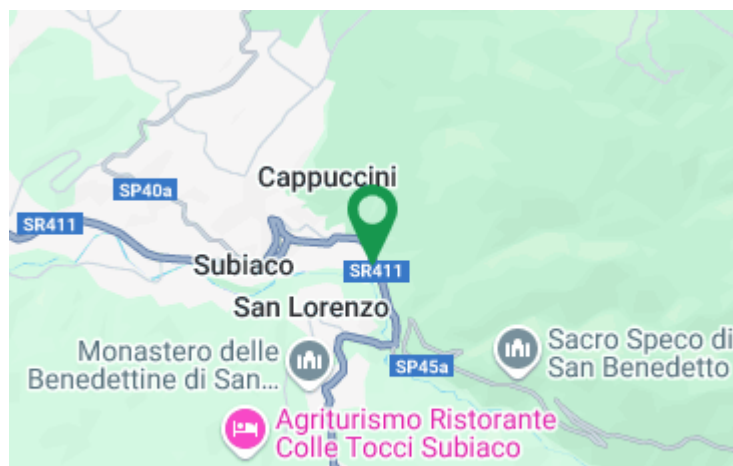 Cappuccini
SP40a
SR411
Subiaco
SR411
San Lorenzo
Monastero delle
Benedettine di San...
SP45a
Sacro Speco di
San Benedetto
Agriturismo Ristorante
Colle Tocci Subiaco